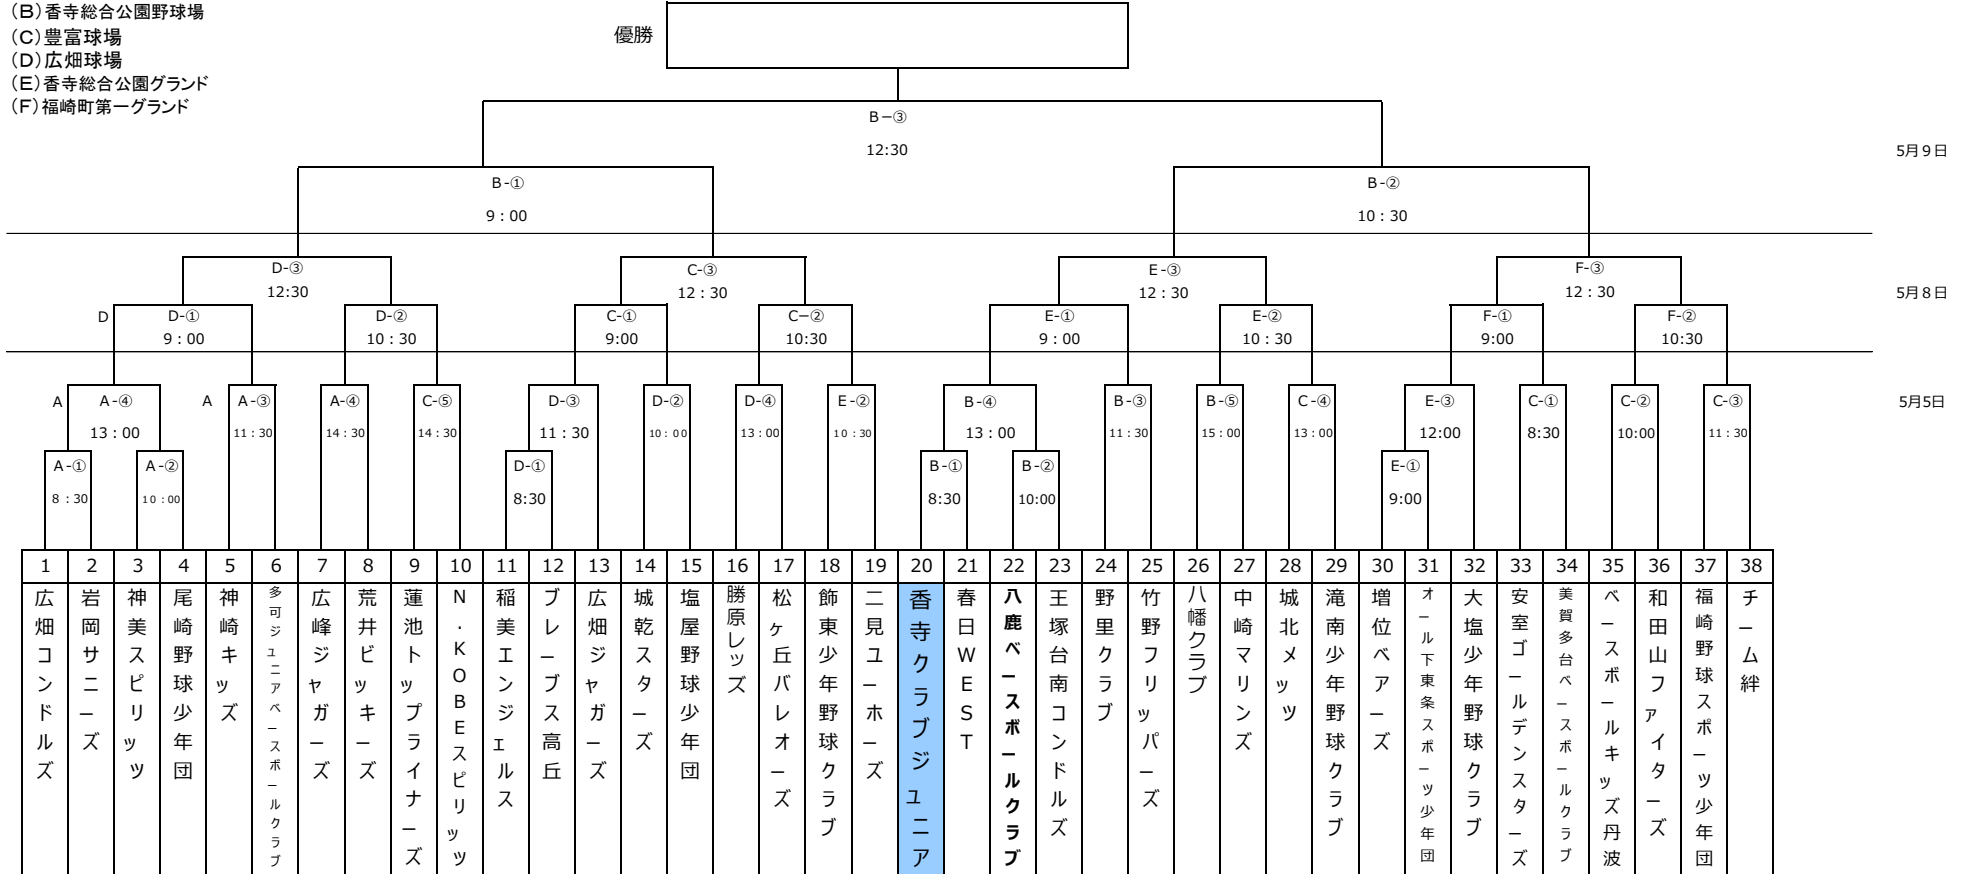 (B)香寺総合公園野球場
(C)豊富球場
(D)広畑球場
(E)香寺総合公園グランド
(F)福崎町第一グランド
優勝
B−③
12:30
5月9日
B-①
9：00
B-②
10：30
D-③
12:30
C-③
12：30
E-③
12：30
F-③
12：30
5月8日
D
D-①
9：00
D-②
10：30
C-①
9:00
C−②
10:30
E-①
9：00
E-②
10：30
F-①
9:00
F-②
10:30
A
A-④
13：00
A
A-③
11：30
A-④
14：30
C-⑤
14：30
D-③
11：30
D-②
10：00
D-④
13：00
E-②
10：30
B-④
13：00
B-③
11：30
B-⑤
15：00
C-④
13：00
E-③
12:00
C-①
8:30
C-②
10:00
C-③
11：30
5月5日
A-①
8：30
A-②
10：00
D-①
8:30
B-①
8:30
B-②
10:00
E-①
9:00
1 2 3 4 5 6 7 8 9 10 11 12 13 14 15 16 17 18 19 20 21 22 23 24 25 26 27 28 29 30 31 32 33 34 35 36 37 38
広畑コンドルズ
岩岡サニーズ
神美スピリッツ
尾崎野球少年団
神崎キッズ
多可ジュニアベースボールクラブ
広峰ジャガーズ
荒井ビッキーズ
蓮池トップライナーズ
N．KOBEスピリッツ
稲美エンジェルス
ブレーブス高丘
広畑ジャガーズ
城乾スターズ
塩屋野球少年団
勝原レッズ
松ヶ丘バレオーズ
飾東少年野球クラブ
二見ユーホーズ
香寺クラブジュニア
春日WEST
八鹿ベースボールクラブ
王塚台南コンドルズ
野里クラブ
竹野フリッパーズ
八幡クラブ
中崎マリンズ
城北メッツ
滝南少年野球クラブ
増位ベアーズ
オール下東条スポーツ少年団
大塩少年野球クラブ
安室ゴールデンスターズ
美賀多台ベースボールクラブ
ベースボールキッズ丹波
和田山ファイターズ
福崎野球スポーツ少年団
チーム絆